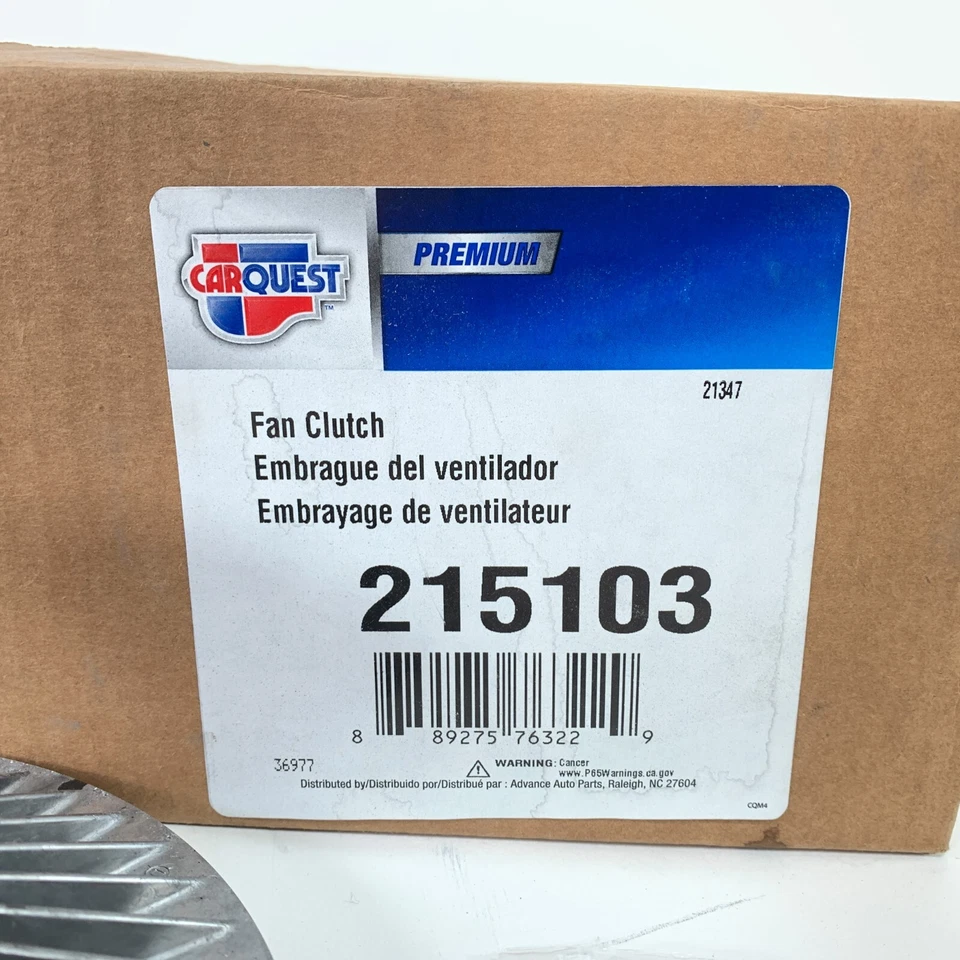 CARQUEST
TM
PREMIUM
21347
Fan Clutch
Embrague del ventilador
Embrayage de ventilateur
215103
8 89275 76322 9
36977
WARNING: Cancer
www.P65Warnings.ca.gov
Distributed by/Distribuido por/Distribué par : Advance Auto Parts, Raleigh, NC 27604
CQM4